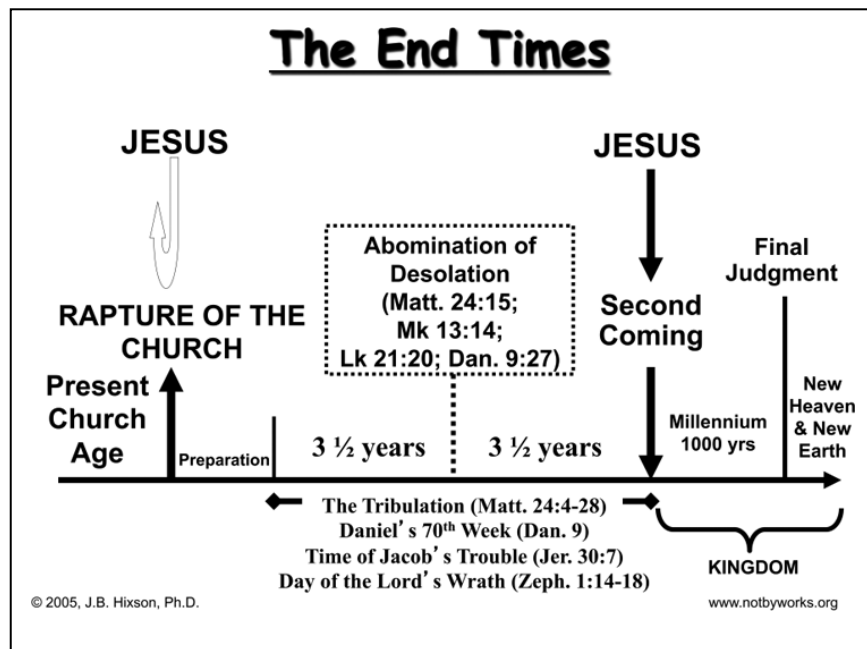 The End Times
JESUS
JESUS
Abomination of
Desolation
(Matt. 24:15;
Mk 13:14;
Lk 21:20; Dan. 9:27)
Final
Judgment
RAPTURE OF THE
CHURCH
Second
Coming
Present
Church
Age
Preparation
3 ½ years
3 ½ years
Millennium
1000 yrs
New
Heaven
& New
Earth
The Tribulation (Matt. 24:4-28)
Daniel’s 70th Week (Dan. 9)
Time of Jacob’s Trouble (Jer. 30:7)
Day of the Lord’s Wrath (Zeph. 1:14-18)
KINGDOM
© 2005, J.B. Hixson, Ph.D.
www.notbyworks.org